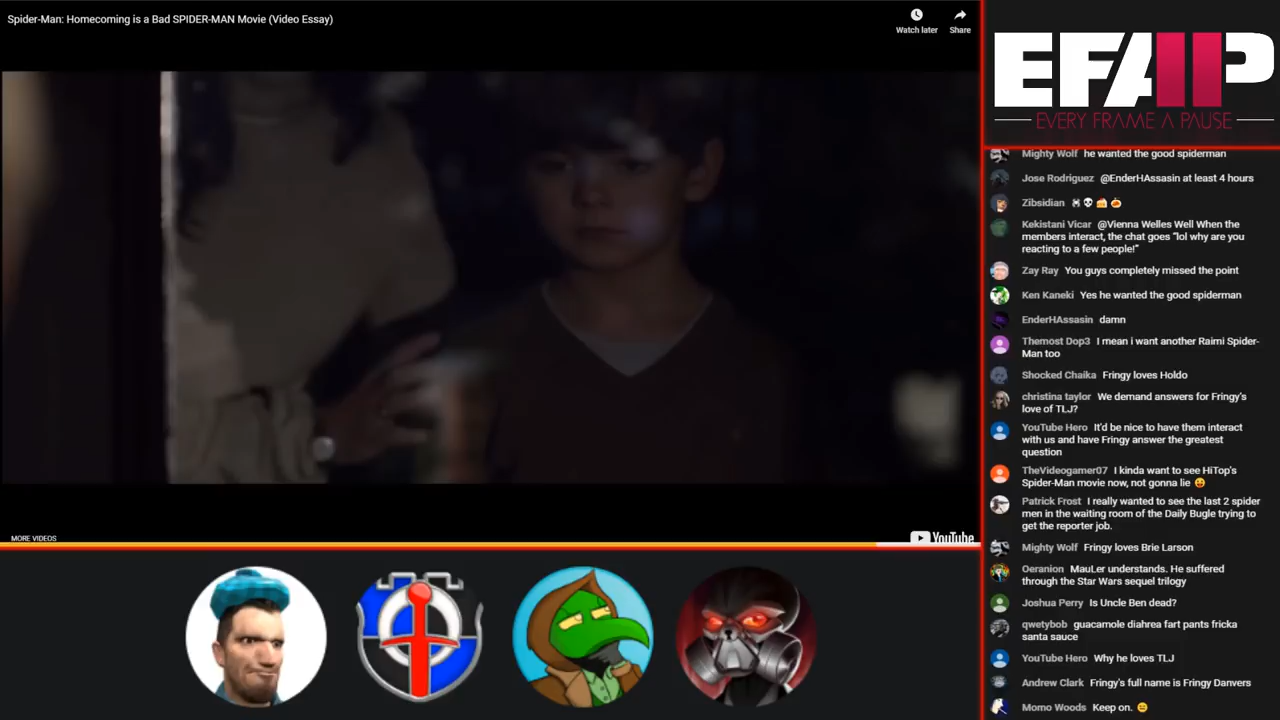 Spider-Man: Homecoming is a Bad SPIDER-MAN Movie (Video Essay)
Watch later
Share
MORE VIDEOS
YouTube
EFAP
EVERY FRAME A PAUSE
Mighty Wolf he wanted the good spiderman
Jose Rodriguez @EnderHAssasin at least 4 hours
Zibsidian
Kekistani Vicar @Vienna Welles Well When the
members interact, the chat goes "lol why are you
reacting to a few people!"
Zay Ray You guys completely missed the point
Ken Kaneki Yes he wanted the good spiderman
EnderHAssasin damn
Themost Dop3 I mean i want another Raimi Spider-
Man too
Shocked Chaika Fringy loves Holdo
christina taylor We demand answers for Fringy's
love of TLJ?
YouTube Hero It'd be nice to have them interact
with us and have Fringy answer the greatest
question
TheVideogamer07 I kinda want to see HiTop's
Spider-Man movie now, not gonna lie
Patrick Frost I really wanted to see the last 2 spider
men in the waiting room of the Daily Bugle trying to
get the reporter job.
Mighty Wolf Fringy loves Brie Larson
Oeranion MauLer understands. He suffered
through the Star Wars sequel trilogy
Joshua Perry Is Uncle Ben dead?
qwetybob guacamole diahrea fart pants fricka
santa sauce
YouTube Hero Why he loves TLJ
Andrew Clark Fringy's full name is Fringy Danvers
Momo Woods Keep on.